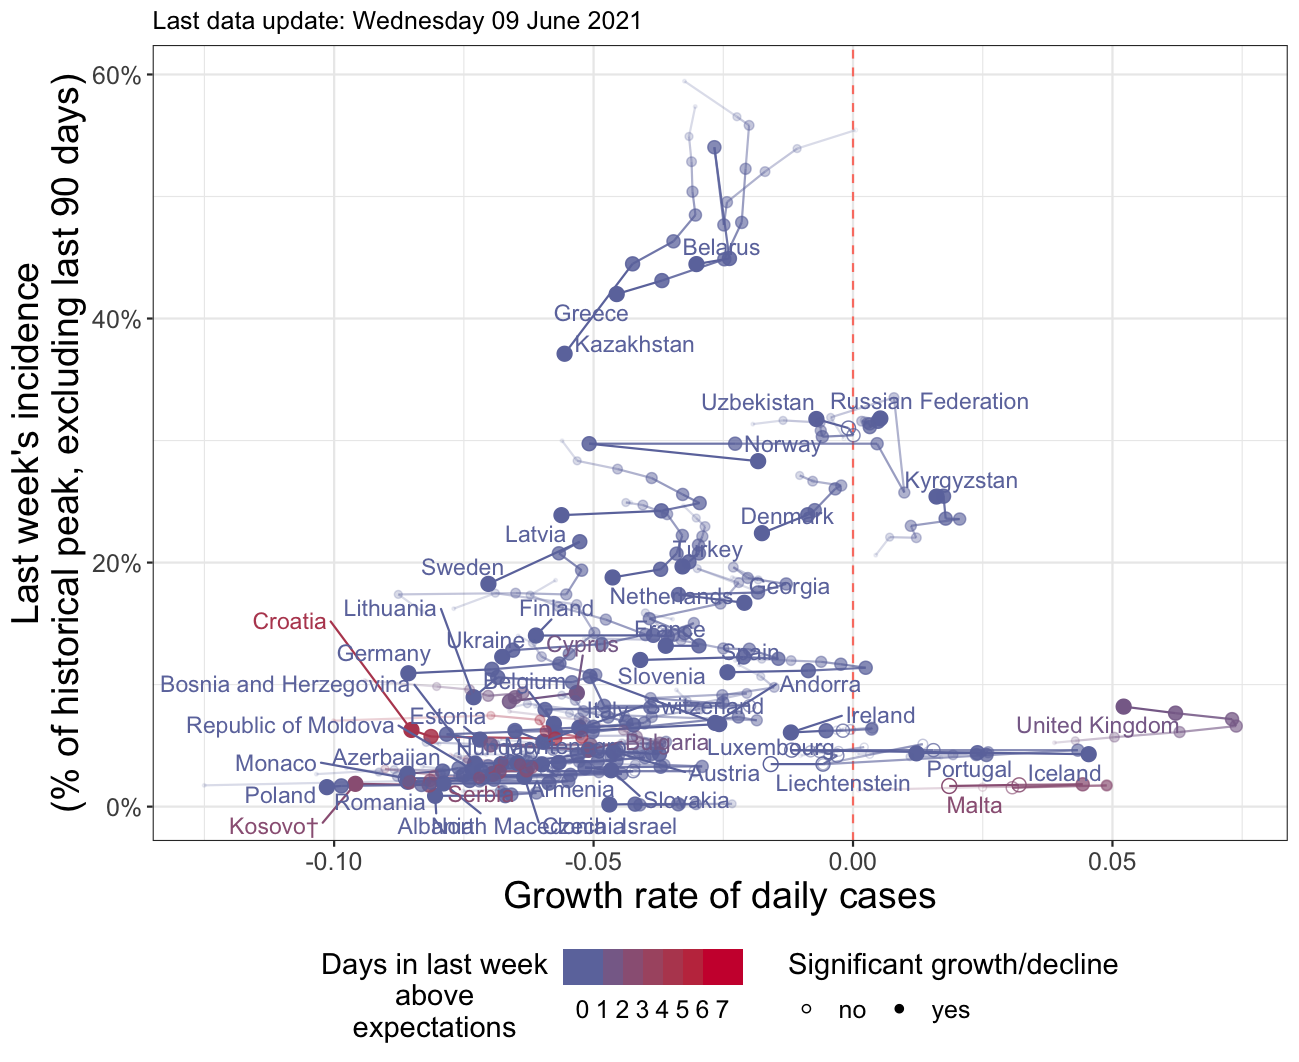 Last data update: Wednesday 09 June 2021
Last week's incidence
(% of historical peak, excluding last 90 days)
60%
40%
20%
0%
Belarus
Greece
Kazakhstan
Uzbekistan
Russian Federation
Norway
Kyrgyzstan
Denmark
Latvia
Turkey
Sweden
Georgia
Netherlands
Lithuania
Finland
Croatia
France
Ukraine
Cyprus
Germany
Spain
Slovenia
Bosnia and Herzegovina
Belgium
Andorra
Switzerland
Italy
Estonia
Ireland
Republic of Moldova
United Kingdom
Bulgaria
Hungary
Montenegro
Luxembourg
Azerbaijan
Monaco
Austria
Portugal
Iceland
Liechtenstein
Armenia
Poland
Romania
Serbia
Slovakia
Malta
Kosovo†
Albania
North Macedonia
Czechia
Israel
-0.10
-0.05
0.00
0.05
Growth rate of daily cases
Days in last week
above
expectations
0 1 2 3 4 5 6 7
Significant growth/decline
no
yes